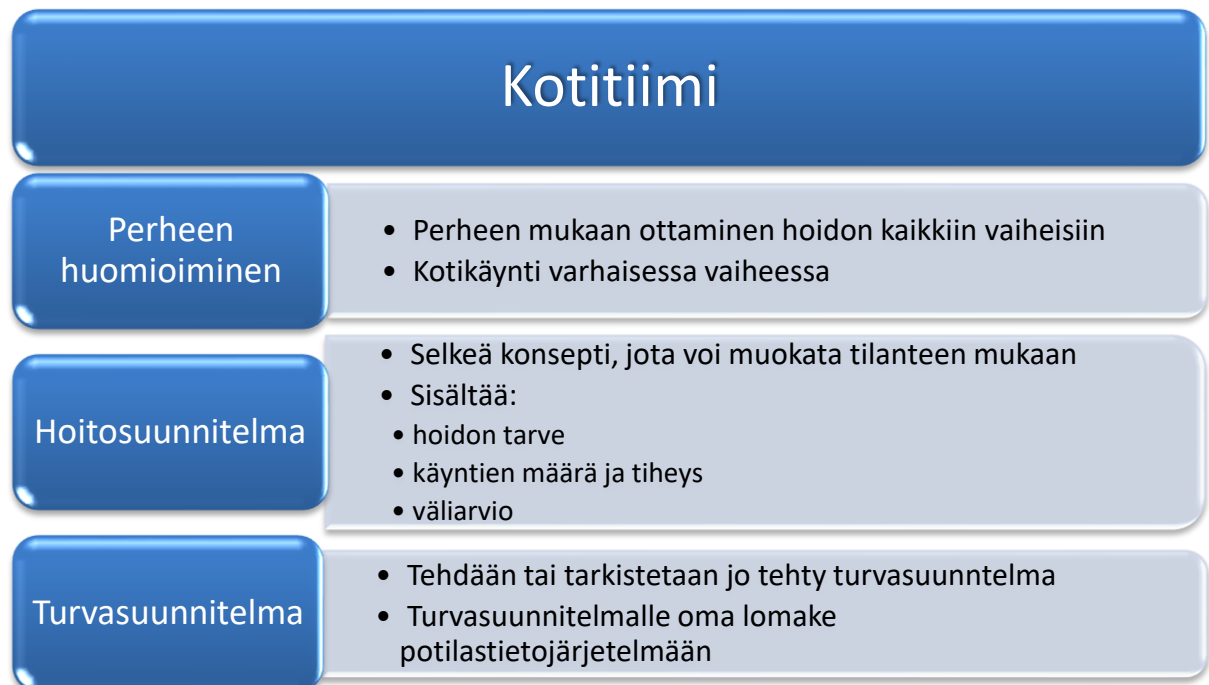 Kotitiimi
Perheen
huomioiminen
• Perheen mukaan ottaminen hoidon kaikkiin vaiheisiin
• Kotikäynti varhaisessa vaiheessa
Hoitosuunnitelma
• Selkeä konsepti, jota voi muokata tilanteen mukaan
• Sisältää:
• hoidon tarve
• käyntien määrä ja tiheys
• väliarvio
Turvasuunnitelma
• Tehdään tai tarkistetaan jo tehty turvasuunntelma
• Turvasuunnitelmalle oma lomake
potilastietojärjetelmään